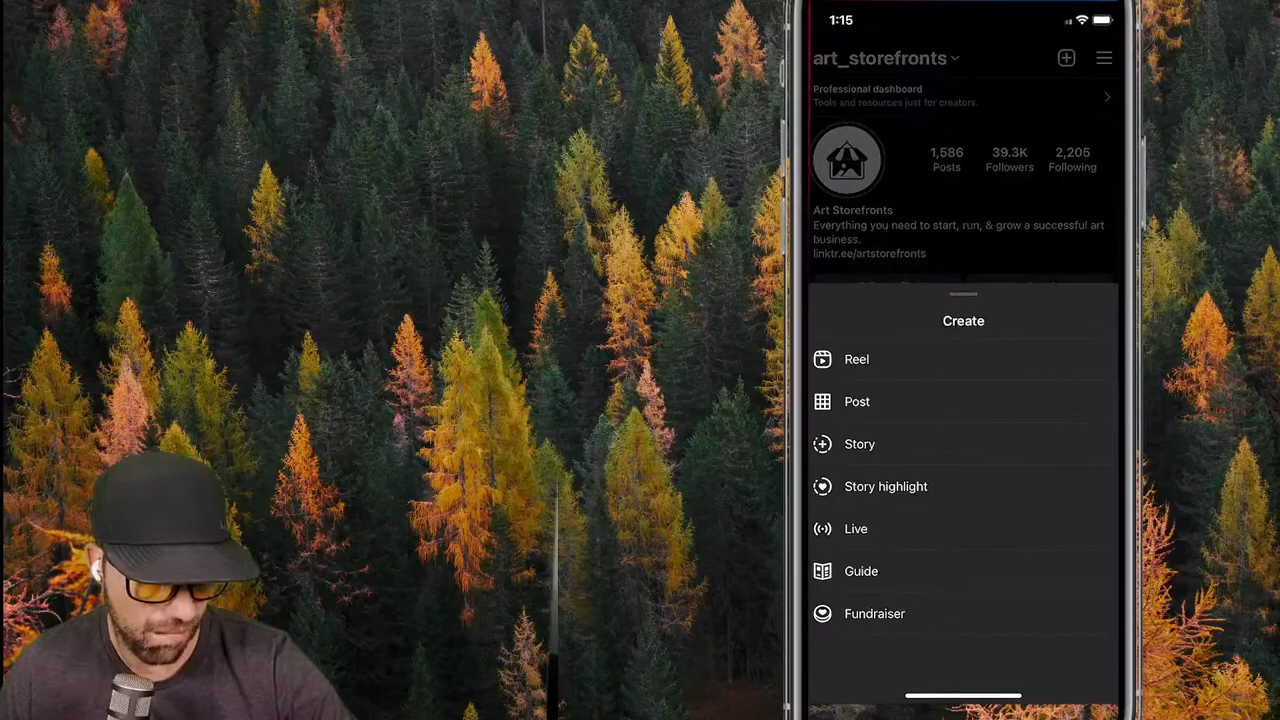 1:15
art_storefronts
Professional dashboard
Tools and resources just for creators.
1,586
Posts
39.3K
Followers
2,205
Following
Art Storefronts
Everything you need to start, run, & grow a successful art
business.
linktr.ee/artstorefronts
Create
Reel
Post
Story
Story highlight
Live
Guide
Fundraiser